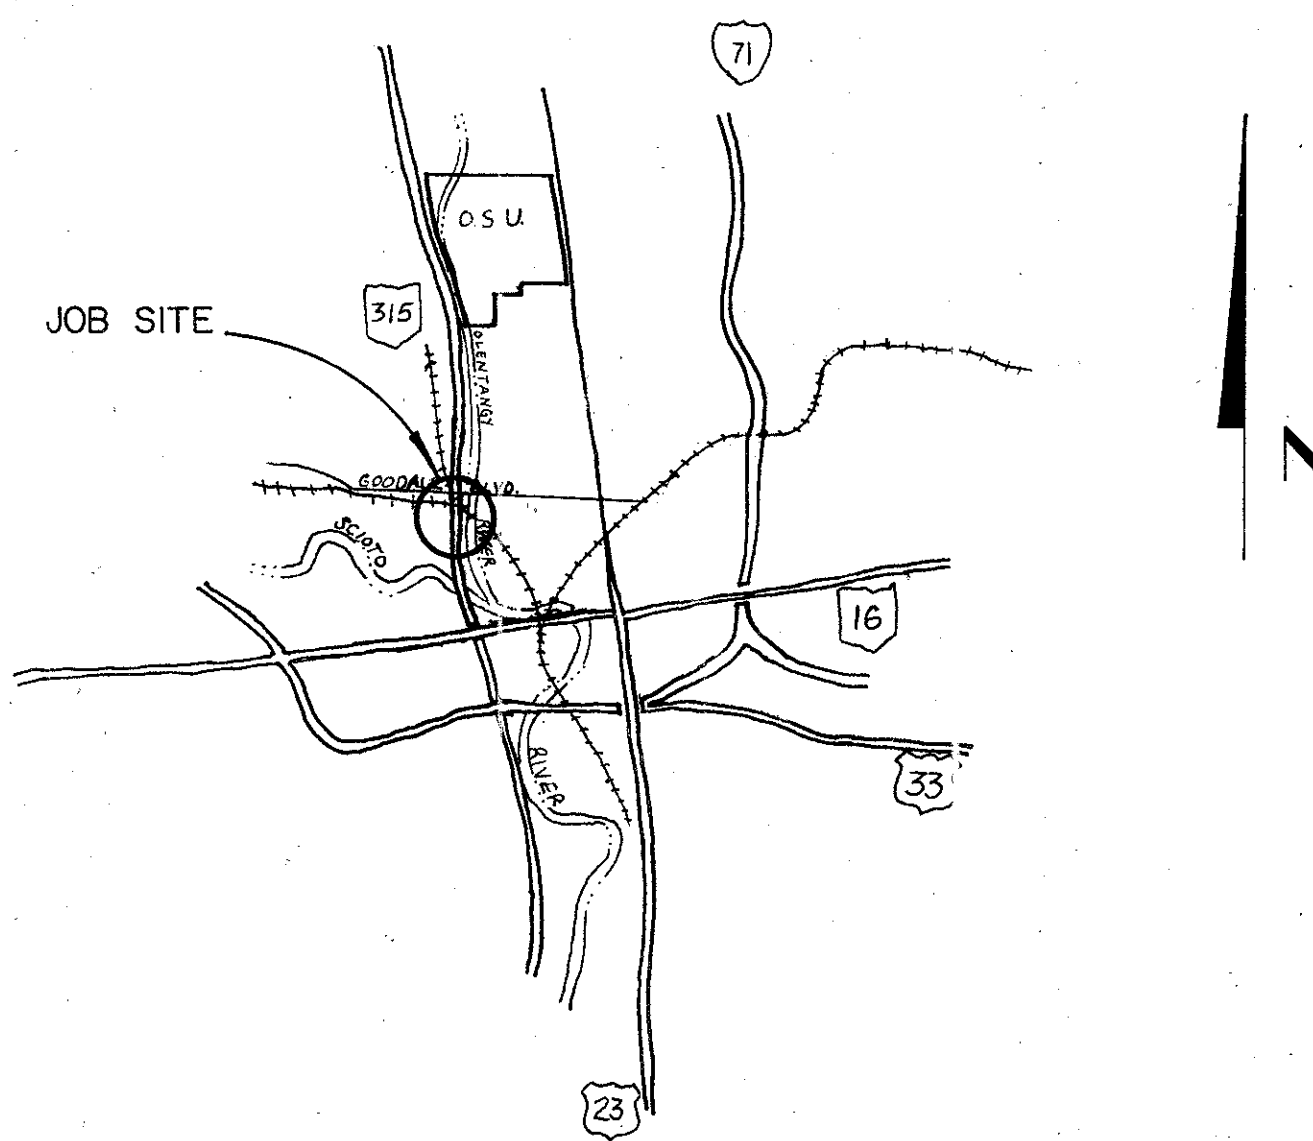 71
O.S.U.
315
JOB SITE
OLENTANGY
GOODALE BLVD.
SCIOTO
RIVER
16
RIVER
33
23
N